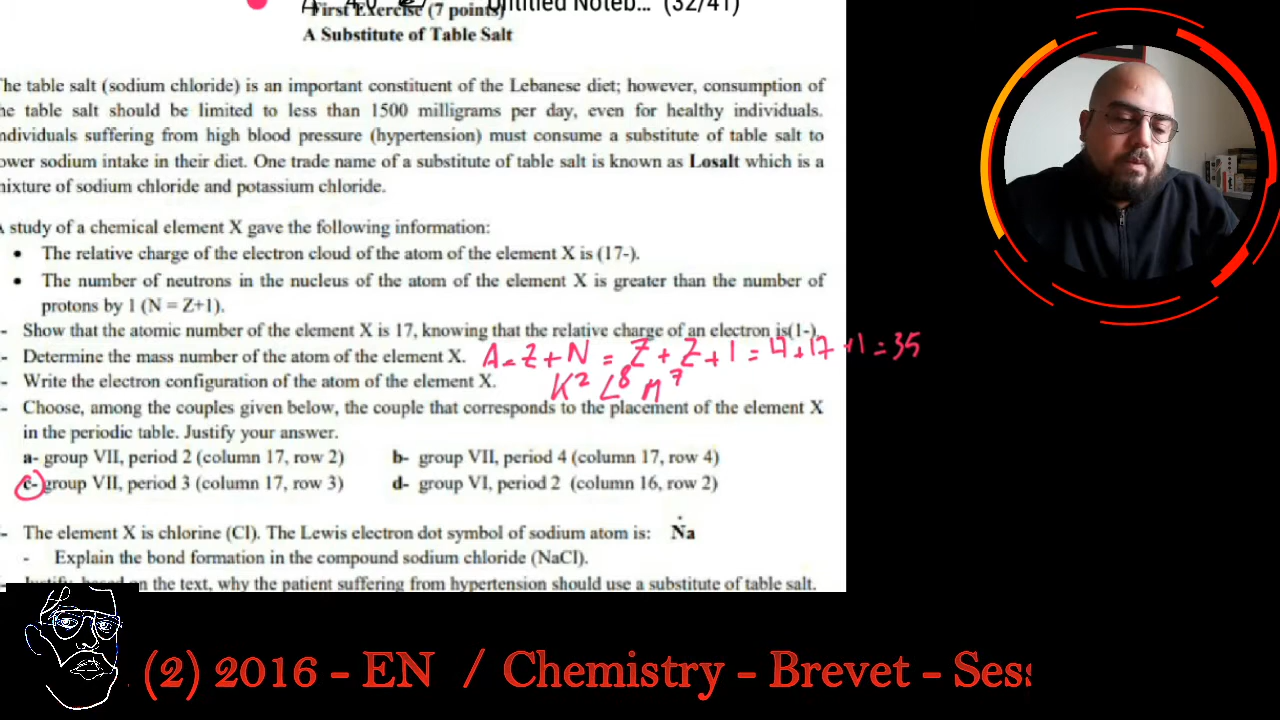 First Exercise (7 points)
Untitled Noteb... (32/41)
A Substitute of Table Salt
The table salt (sodium chloride) is an important constituent of the Lebanese diet; however, consumption of
he table salt should be limited to less than 1500 milligrams per day, even for healthy individuals.
ndividuals suffering from high blood pressure (hypertension) must consume a substitute of table salt to
ower sodium intake in their diet. One trade name of a substitute of table salt is known as Losalt which is a
mixture of sodium chloride and potassium chloride.
A study of a chemical element X gave the following information:
• The relative charge of the electron cloud of the atom of the element X is (17-).
• The number of neutrons in the nucleus of the atom of the element X is greater than the number of
protons by 1 (N = Z+1).
- Show that the atomic number of the element X is 17, knowing that the relative charge of an electron is(1-).
- Determine the mass number of the atom of the element X. A = Z + N = Z + Z + 1 = 17 + 17 + 1 = 35
- Write the electron configuration of the atom of the element X. K² L⁸ M⁷
- Choose, among the couples given below, the couple that corresponds to the placement of the element X
in the periodic table. Justify your answer.
a- group VII, period 2 (column 17, row 2) b- group VII, period 4 (column 17, row 4)
c- group VII, period 3 (column 17, row 3) d- group VI, period 2 (column 16, row 2)
- The element X is chlorine (Cl). The Lewis electron dot symbol of sodium atom is: Ṅa
- Explain the bond formation in the compound sodium chloride (NaCl).
Justify, based on the text, why the patient suffering from hypertension should use a substitute of table salt.
(2) 2016 - EN / Chemistry - Brevet - Sess